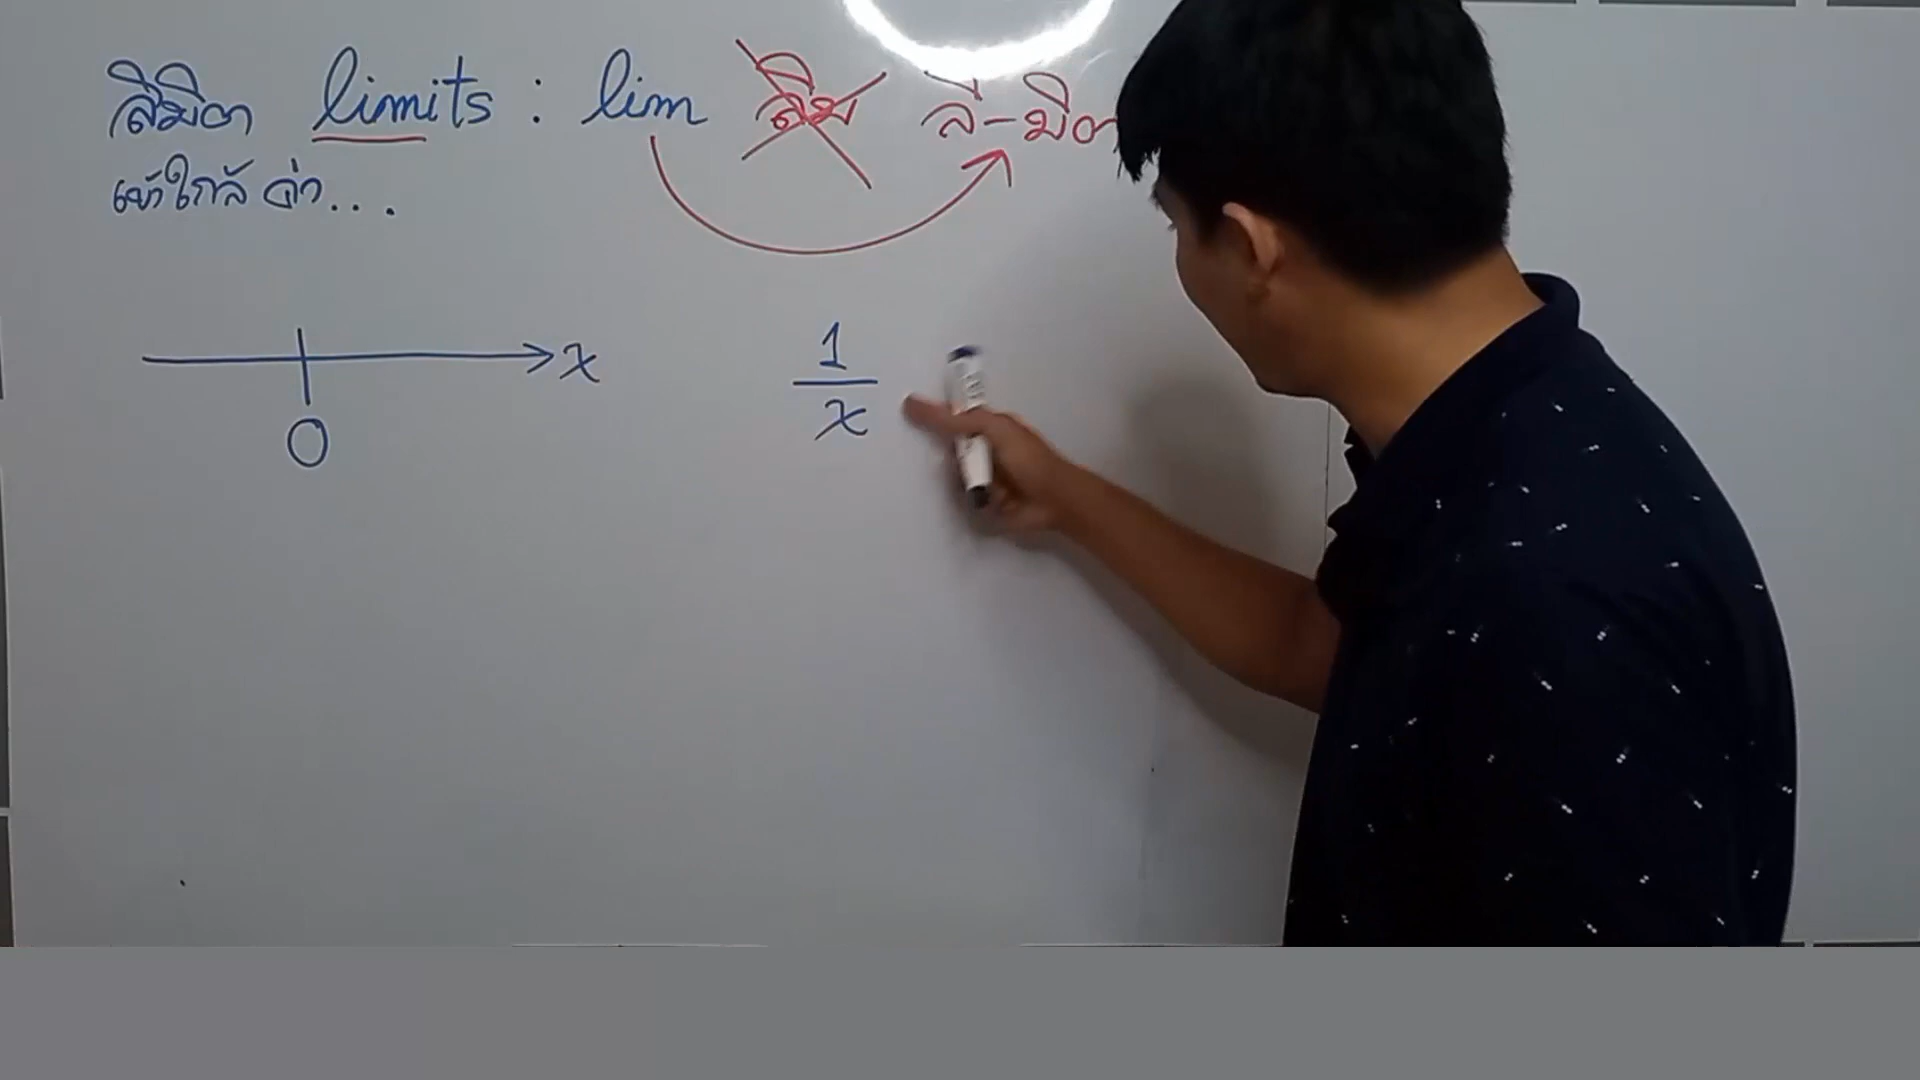 ลิมิต limits : lim ลิม ลิ-มิต
เข้าใกล้ ค่า...
x
0
1
x